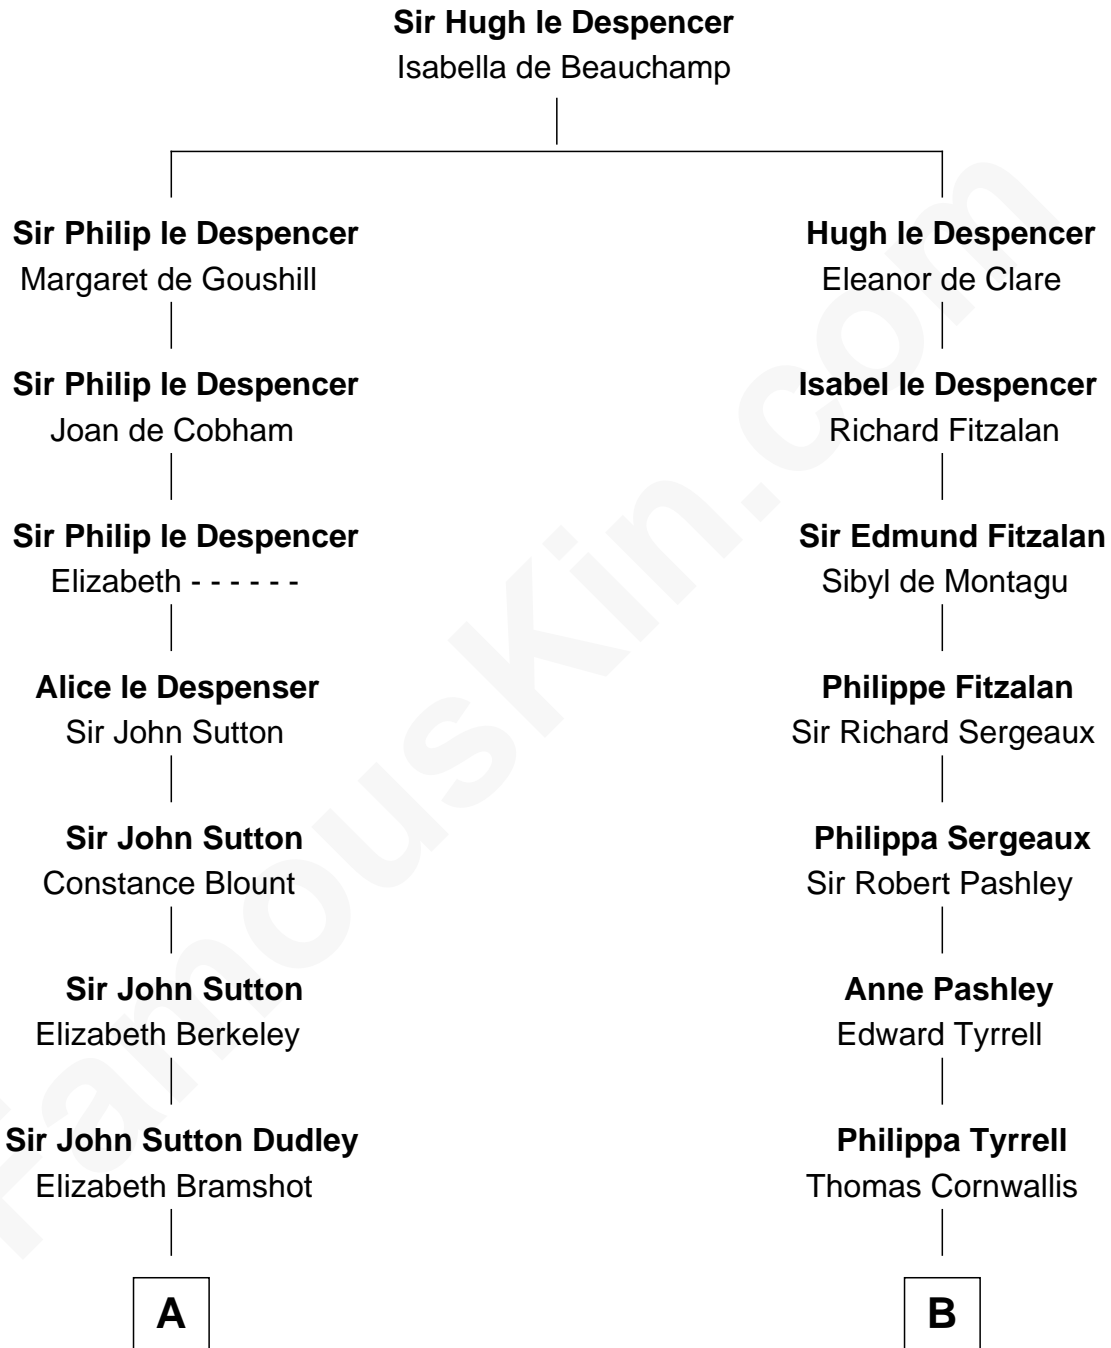 Sir Hugh le Despencer
Isabella de Beauchamp
Sir Philip le Despencer
Margaret de Goushill
Hugh le Despencer
Eleanor de Clare
Sir Philip le Despencer
Joan de Cobham
Isabel le Despencer
Richard Fitzalan
Sir Philip le Despencer
Elizabeth - - - - - -
Sir Edmund Fitzalan
Sibyl de Montagu
Alice le Despenser
Sir John Sutton
Philippe Fitzalan
Sir Richard Sergeaux
Sir John Sutton
Constance Blount
Philippa Sergeaux
Sir Robert Pashley
Sir John Sutton
Elizabeth Berkeley
Anne Pashley
Edward Tyrrell
Sir John Sutton Dudley
Elizabeth Bramshot
Philippa Tyrrell
Thomas Cornwallis
A
B
FamousKin.com